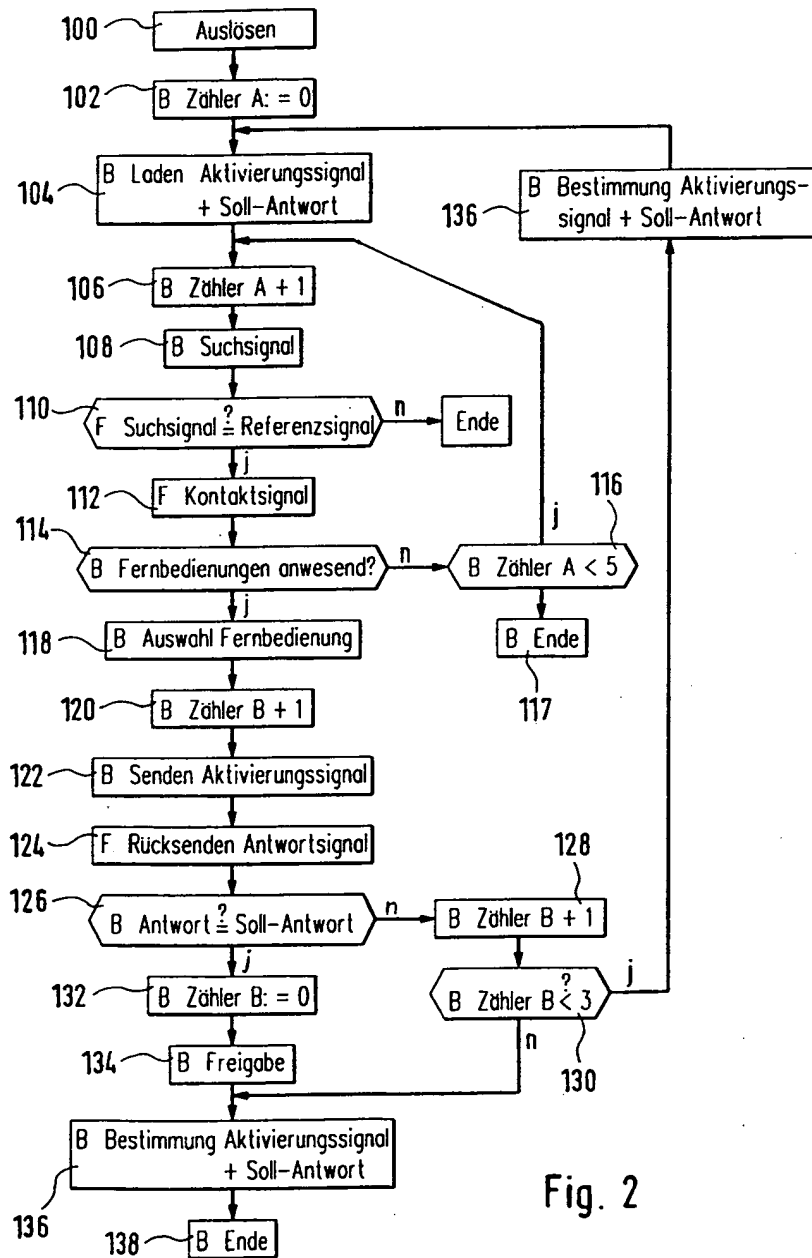 100
Auslösen
102
B Zähler A: = 0
104
B Laden Aktivierungssignal
+ Soll-Antwort
136
B Bestimmung Aktivierungs-
signal + Soll-Antwort
106
B Zähler A + 1
108
B Suchsignal
110
F Suchsignal ≟ Referenzsignal
n
Ende
j
112
F Kontaktsignal
114
B Fernbedienungen anwesend?
n
116
B Zähler A < 5
j
j
117
B Ende
118
B Auswahl Fernbedienung
120
B Zähler B + 1
122
B Senden Aktivierungssignal
124
F Rücksenden Antwortsignal
126
B Antwort ≟ Soll-Antwort
n
128
B Zähler B + 1
j
130
?
B Zähler B < 3
j
n
132
B Zähler B: = 0
134
B Freigabe
136
B Bestimmung Aktivierungssignal
+ Soll-Antwort
138
B Ende
Fig. 2